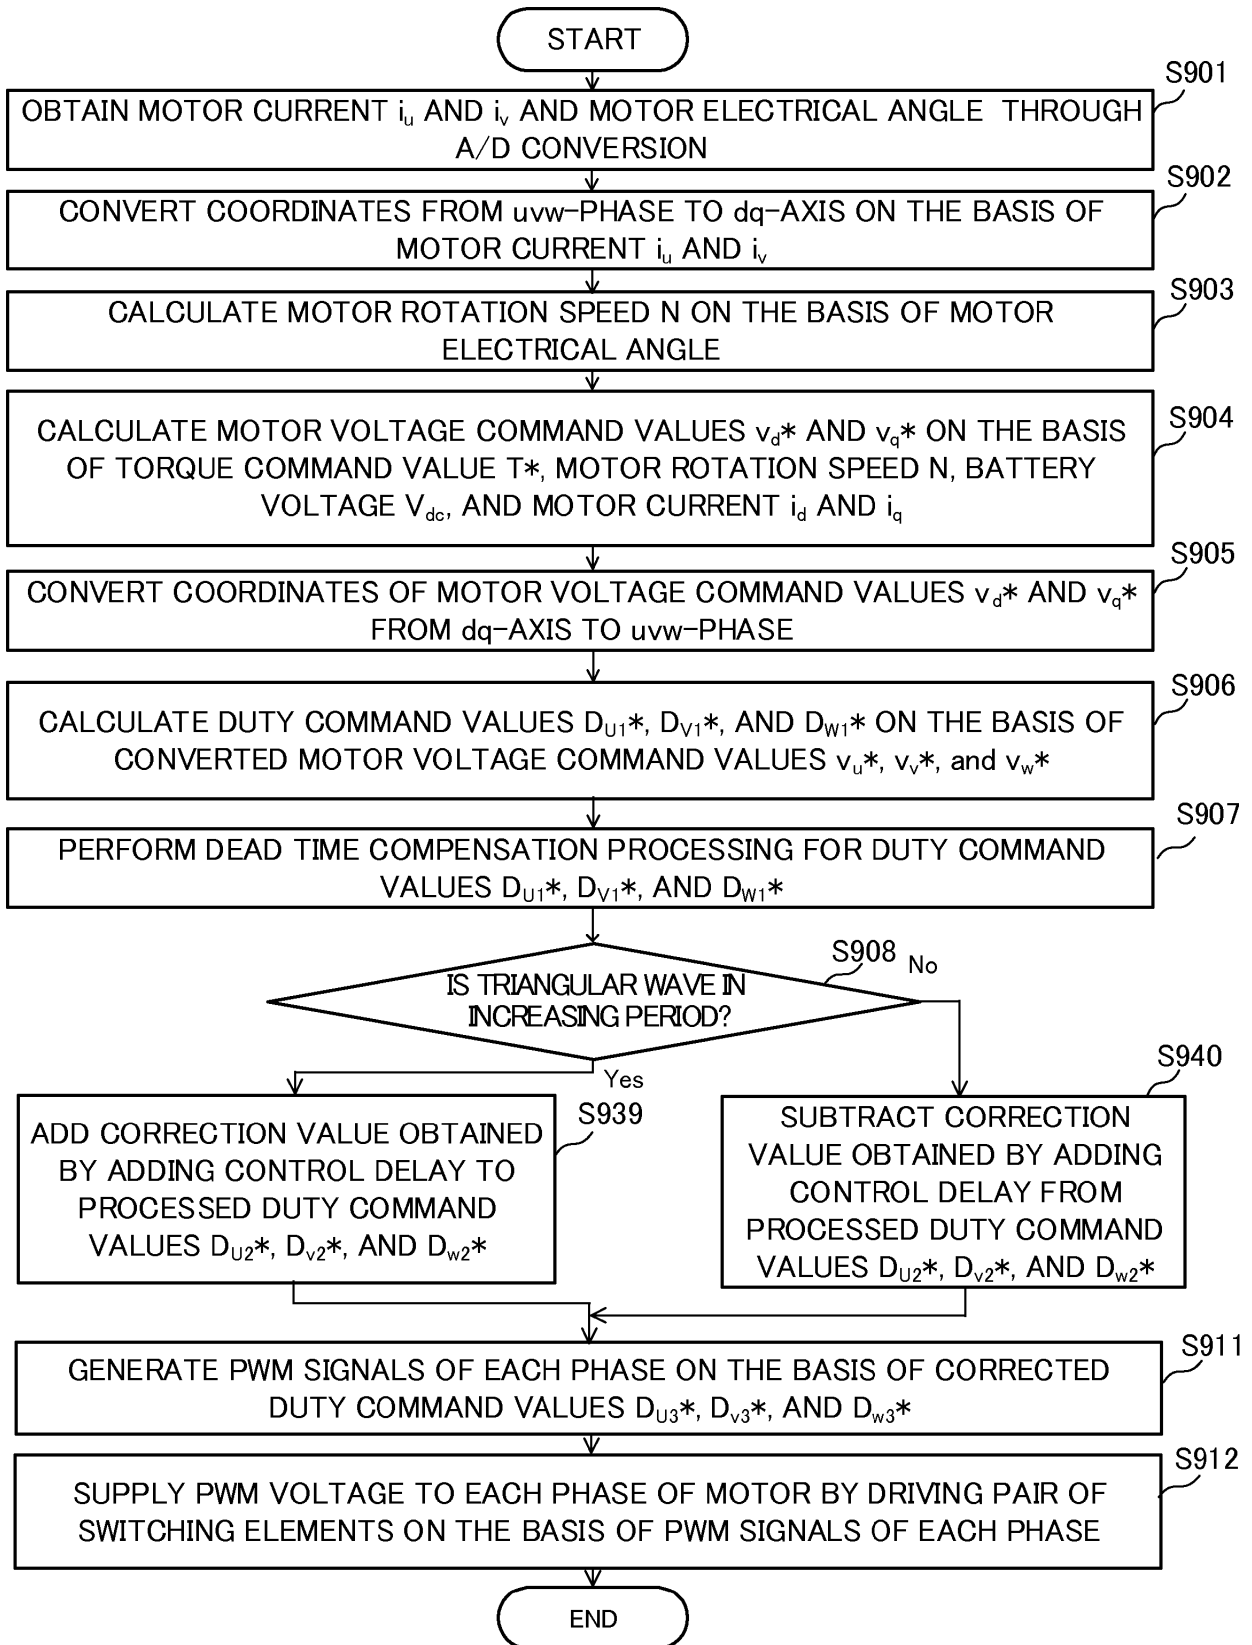 START
S901
OBTAIN MOTOR CURRENT iu AND iv AND MOTOR ELECTRICAL ANGLE THROUGH
A/D CONVERSION
S902
CONVERT COORDINATES FROM uvw-PHASE TO dq-AXIS ON THE BASIS OF
MOTOR CURRENT iu AND iv
S903
CALCULATE MOTOR ROTATION SPEED N ON THE BASIS OF MOTOR
ELECTRICAL ANGLE
S904
CALCULATE MOTOR VOLTAGE COMMAND VALUES vd* AND vq* ON THE BASIS
OF TORQUE COMMAND VALUE T*, MOTOR ROTATION SPEED N, BATTERY
VOLTAGE Vdc, AND MOTOR CURRENT id AND iq
S905
CONVERT COORDINATES OF MOTOR VOLTAGE COMMAND VALUES vd* AND vq*
FROM dq-AXIS TO uvw-PHASE
S906
CALCULATE DUTY COMMAND VALUES DU1*, DV1*, AND DW1* ON THE BASIS OF
CONVERTED MOTOR VOLTAGE COMMAND VALUES vu*, vv*, and vw*
S907
PERFORM DEAD TIME COMPENSATION PROCESSING FOR DUTY COMMAND
VALUES DU1*, DV1*, AND DW1*
S908
No
IS TRIANGULAR WAVE IN
INCREASING PERIOD?
Yes
S939
ADD CORRECTION VALUE OBTAINED
BY ADDING CONTROL DELAY TO
PROCESSED DUTY COMMAND
VALUES DU2*, Dv2*, AND Dw2*
S940
SUBTRACT CORRECTION
VALUE OBTAINED BY ADDING
CONTROL DELAY FROM
PROCESSED DUTY COMMAND
VALUES DU2*, Dv2*, AND Dw2*
S911
GENERATE PWM SIGNALS OF EACH PHASE ON THE BASIS OF CORRECTED
DUTY COMMAND VALUES DU3*, Dv3*, AND Dw3*
S912
SUPPLY PWM VOLTAGE TO EACH PHASE OF MOTOR BY DRIVING PAIR OF
SWITCHING ELEMENTS ON THE BASIS OF PWM SIGNALS OF EACH PHASE
END